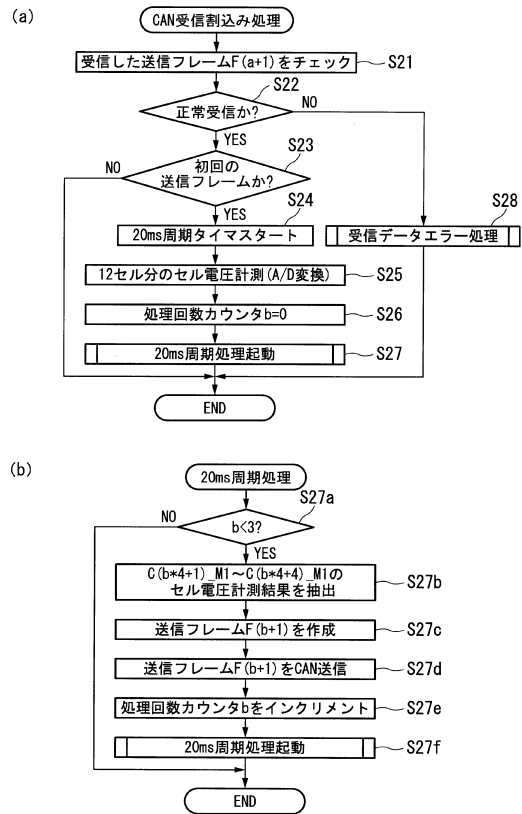 (a)
CAN受信割込み処理
受信した送信フレームF(a+1)をチェック
S21
S22
正常受信か?
NO
YES
S23
初回の
送信フレームか?
NO
YES
S24
20ms周期タイマスタート
S28
受信データエラー処理
12セル分のセル電圧計測(A/D変換)
S25
処理回数カウンタb=0
S26
20ms周期処理起動
S27
END
(b)
20ms周期処理
S27a
b<3?
NO
YES
C(b*4+1)_M1～C(b*4+4)_M1の
セル電圧計測結果を抽出
S27b
送信フレームF(b+1)を作成
S27c
送信フレームF(b+1)をCAN送信
S27d
処理回数カウンタbをインクリメント
S27e
20ms周期処理起動
S27f
END